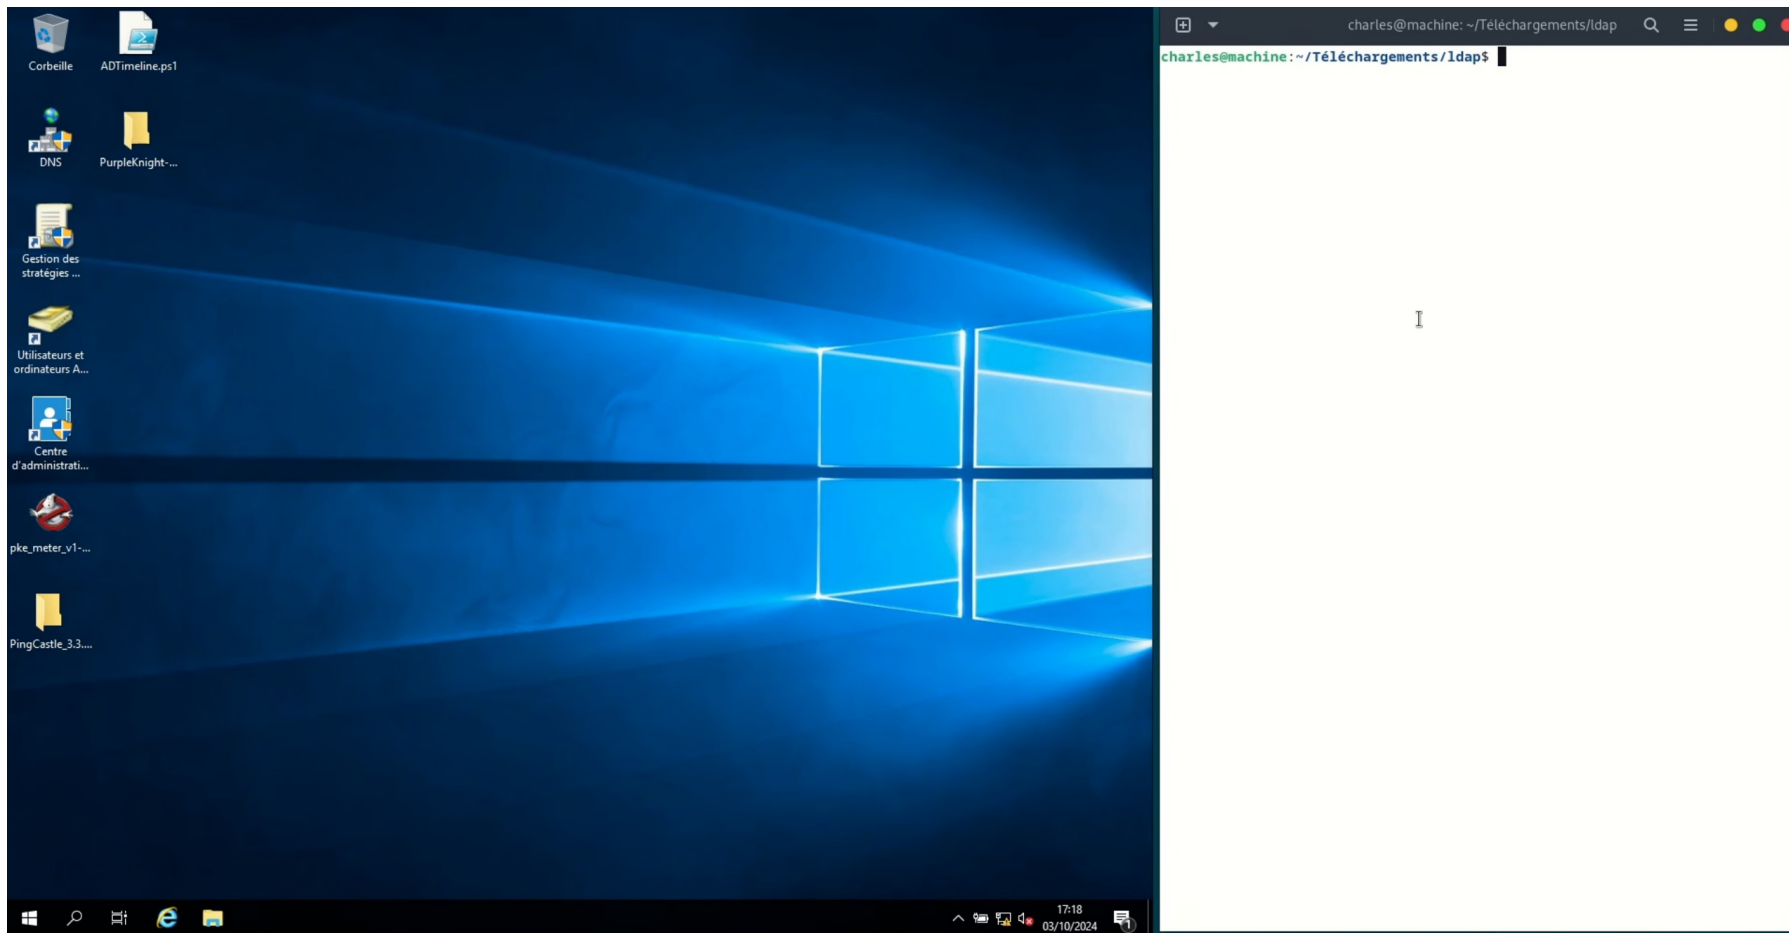 Corbeille
ADTimeline.ps1
DNS
PurpleKnight-...
Gestion des
stratégies ...
Utilisateurs et
ordinateurs A...
Centre
d'administrati...
pke_meter_v1-...
PingCastle_3.3....
17:18
03/10/2024
1
charles@machine: ~/Téléchargements/ldap
charles@machine:~/Téléchargements/ldap$